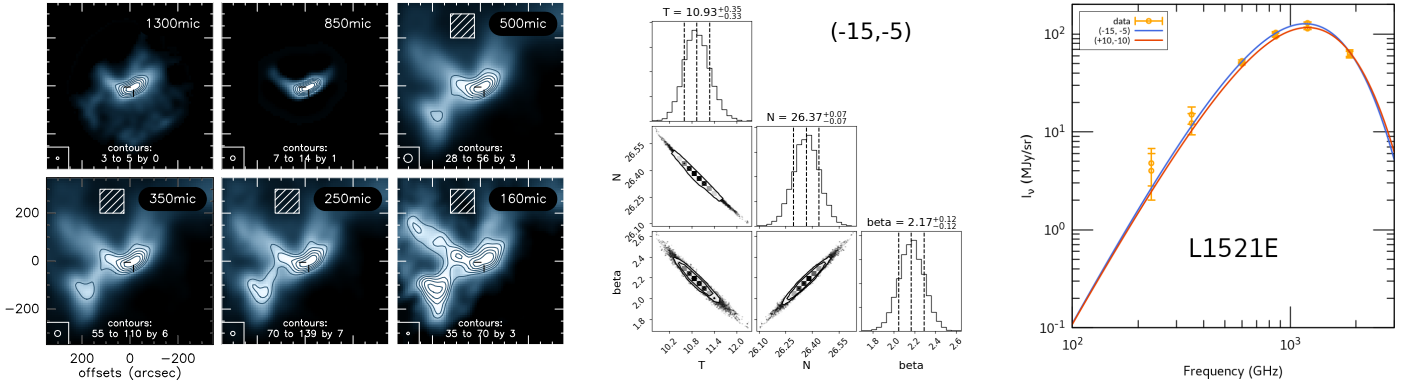 1300mic
contours:
3 to 5 by 0
850mic
contours:
7 to 14 by 1
500mic
contours:
28 to 56 by 3
350mic
contours:
55 to 110 by 6
250mic
contours:
70 to 139 by 7
160mic
contours:
35 to 70 by 3
200
0
−200
200 0 −200
offsets (arcsec)
(-15,-5)
T = 10.93+0.35−0.33
N = 26.37+0.07−0.07
beta = 2.17+0.12−0.12
N
26.55
26.40
26.25
26.10
beta
2.6
2.4
2.2
2.0
1.8
10.2 10.8 11.4 12.0
T
26.10 26.25 26.40 26.55
N
1.8 2.0 2.2 2.4 2.6
beta
data
(-15, -5)
(+10,-10)
L1521E
Iν (MJy/sr)
10²
10¹
10⁰
10⁻¹
10² 10³
Frequency (GHz)